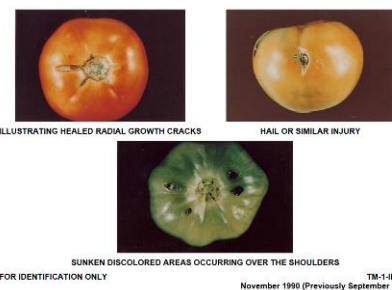 ILLUSTRATING HEALED RADIAL GROWTH CRACKS
HAIL OR SIMILAR INJURY
SUNKEN DISCOLORED AREAS OCCURRING OVER THE SHOULDERS
FOR IDENTIFICATION ONLY
TM-1-I
November 1990 (Previously September